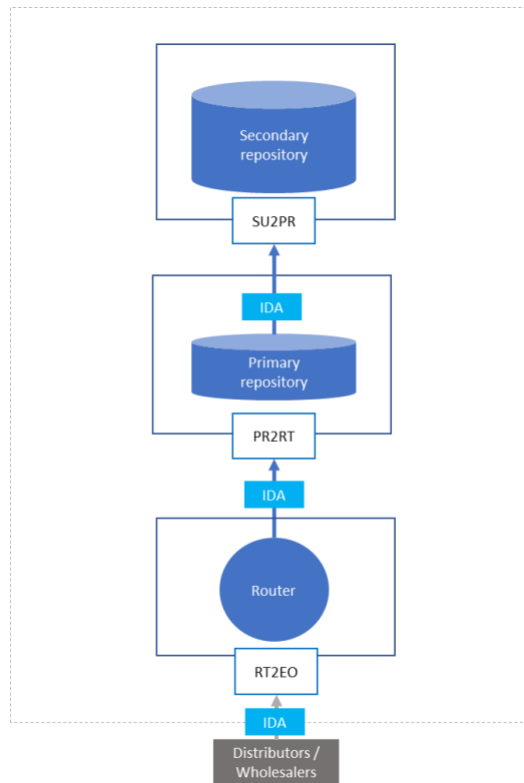 Secondary
repository
SU2PR
IDA
Primary
repository
PR2RT
IDA
Router
RT2EO
IDA
Distributors /
Wholesalers